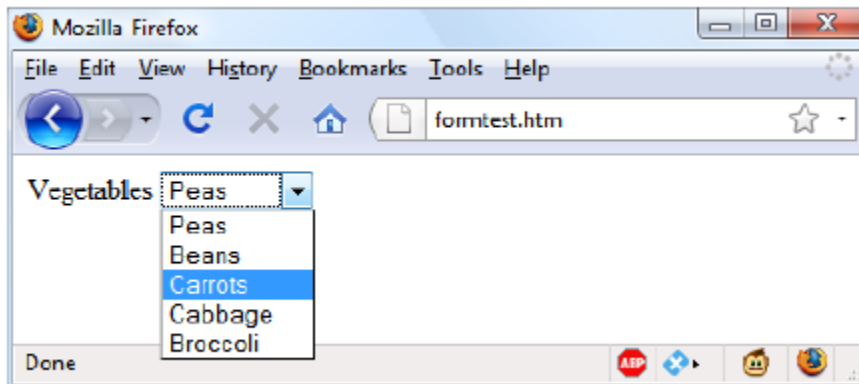 Mozilla Firefox
File Edit View History Bookmarks Tools Help
formtest.htm
Vegetables Peas
Peas
Beans
Carrots
Cabbage
Broccoli
Done
ABP